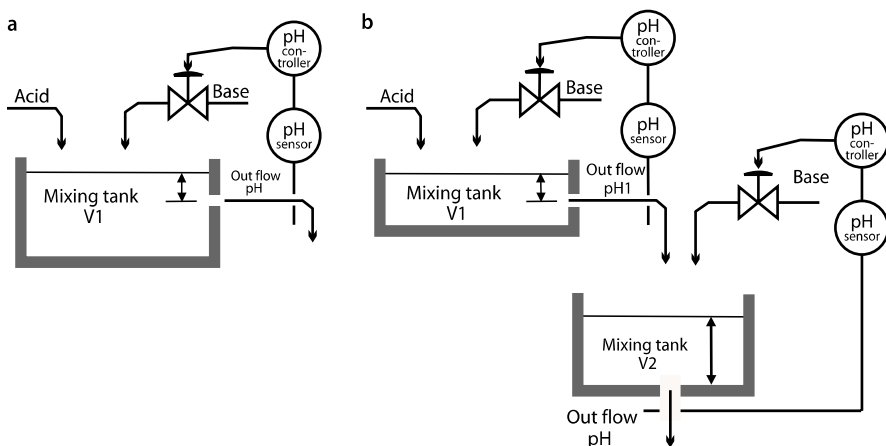 a
pH
con-
troller
Acid
Base
pH
sensor
Out flow
pH
Mixing tank
V1
b
pH
con-
troller
Acid
Base
pH
sensor
Out flow
pH1
Mixing tank
V1
pH
con-
troller
Base
pH
sensor
Mixing tank
V2
Out flow
pH